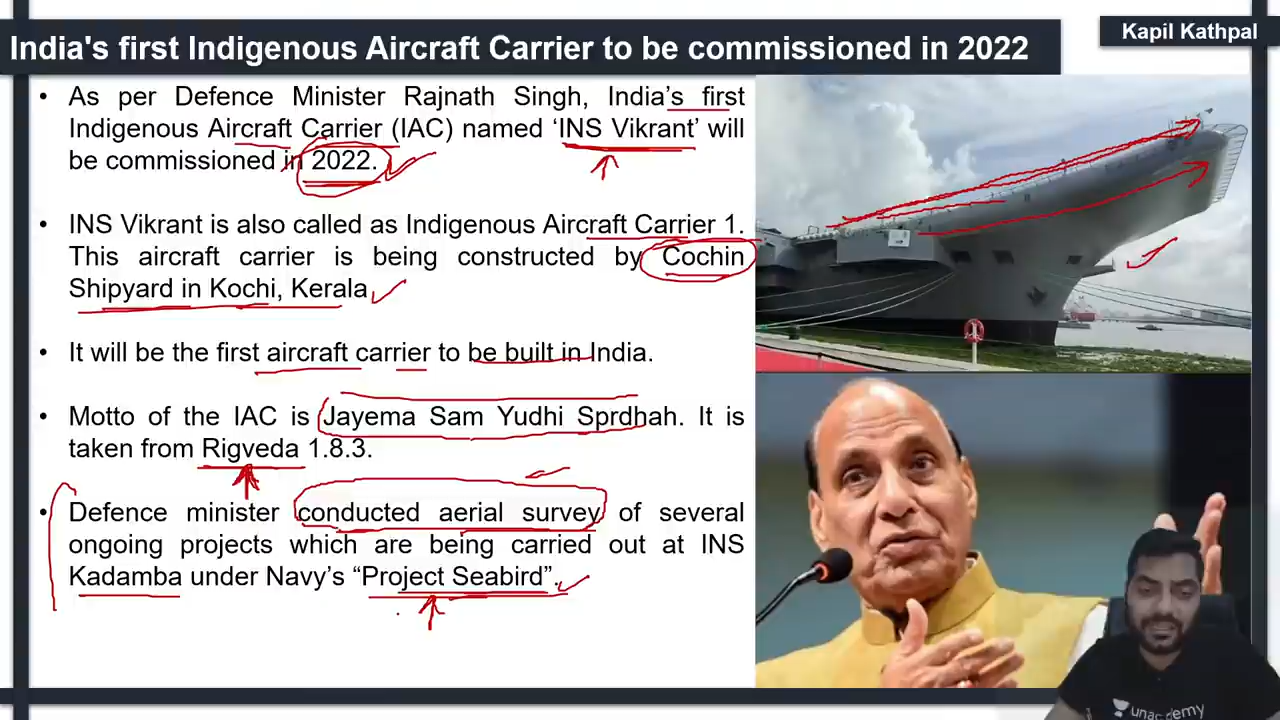 India's first Indigenous Aircraft Carrier to be commissioned in 2022
Kapil Kathpal
• As per Defence Minister Rajnath Singh, India's first
Indigenous Aircraft Carrier (IAC) named ‘INS Vikrant’ will
be commissioned in 2022.
• INS Vikrant is also called as Indigenous Aircraft Carrier 1.
This aircraft carrier is being constructed by Cochin
Shipyard in Kochi, Kerala
• It will be the first aircraft carrier to be built in India.
• Motto of the IAC is Jayema Sam Yudhi Sprdhah. It is
taken from Rigveda 1.8.3.
• Defence minister conducted aerial survey of several
ongoing projects which are being carried out at INS
Kadamba under Navy's “Project Seabird”.
unacademy